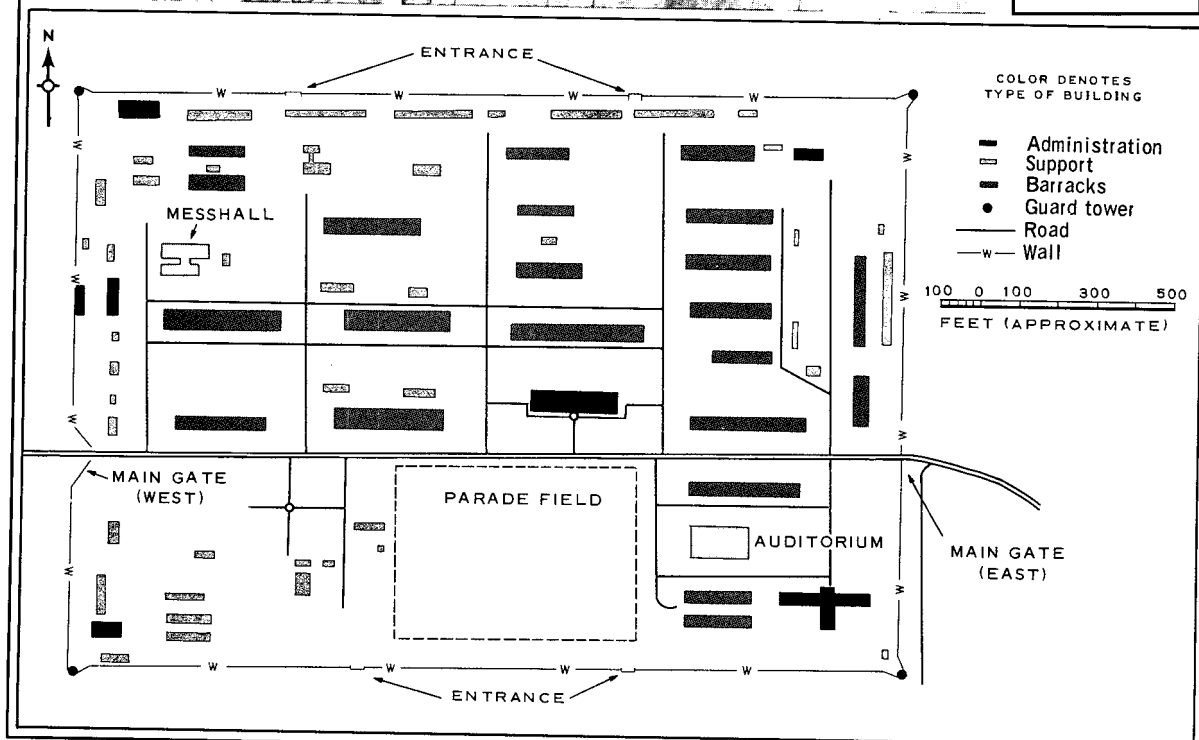 N
ENTRANCE
COLOR DENOTES
TYPE OF BUILDING
Administration
Support
Barracks
Guard tower
Road
W Wall
100 0 100 300 500
FEET (APPROXIMATE)
W W W W
W W
MESSHALL
W W
W W
MAIN GATE
(WEST)
PARADE FIELD
AUDITORIUM
MAIN GATE
(EAST)
W W
W W W W
ENTRANCE